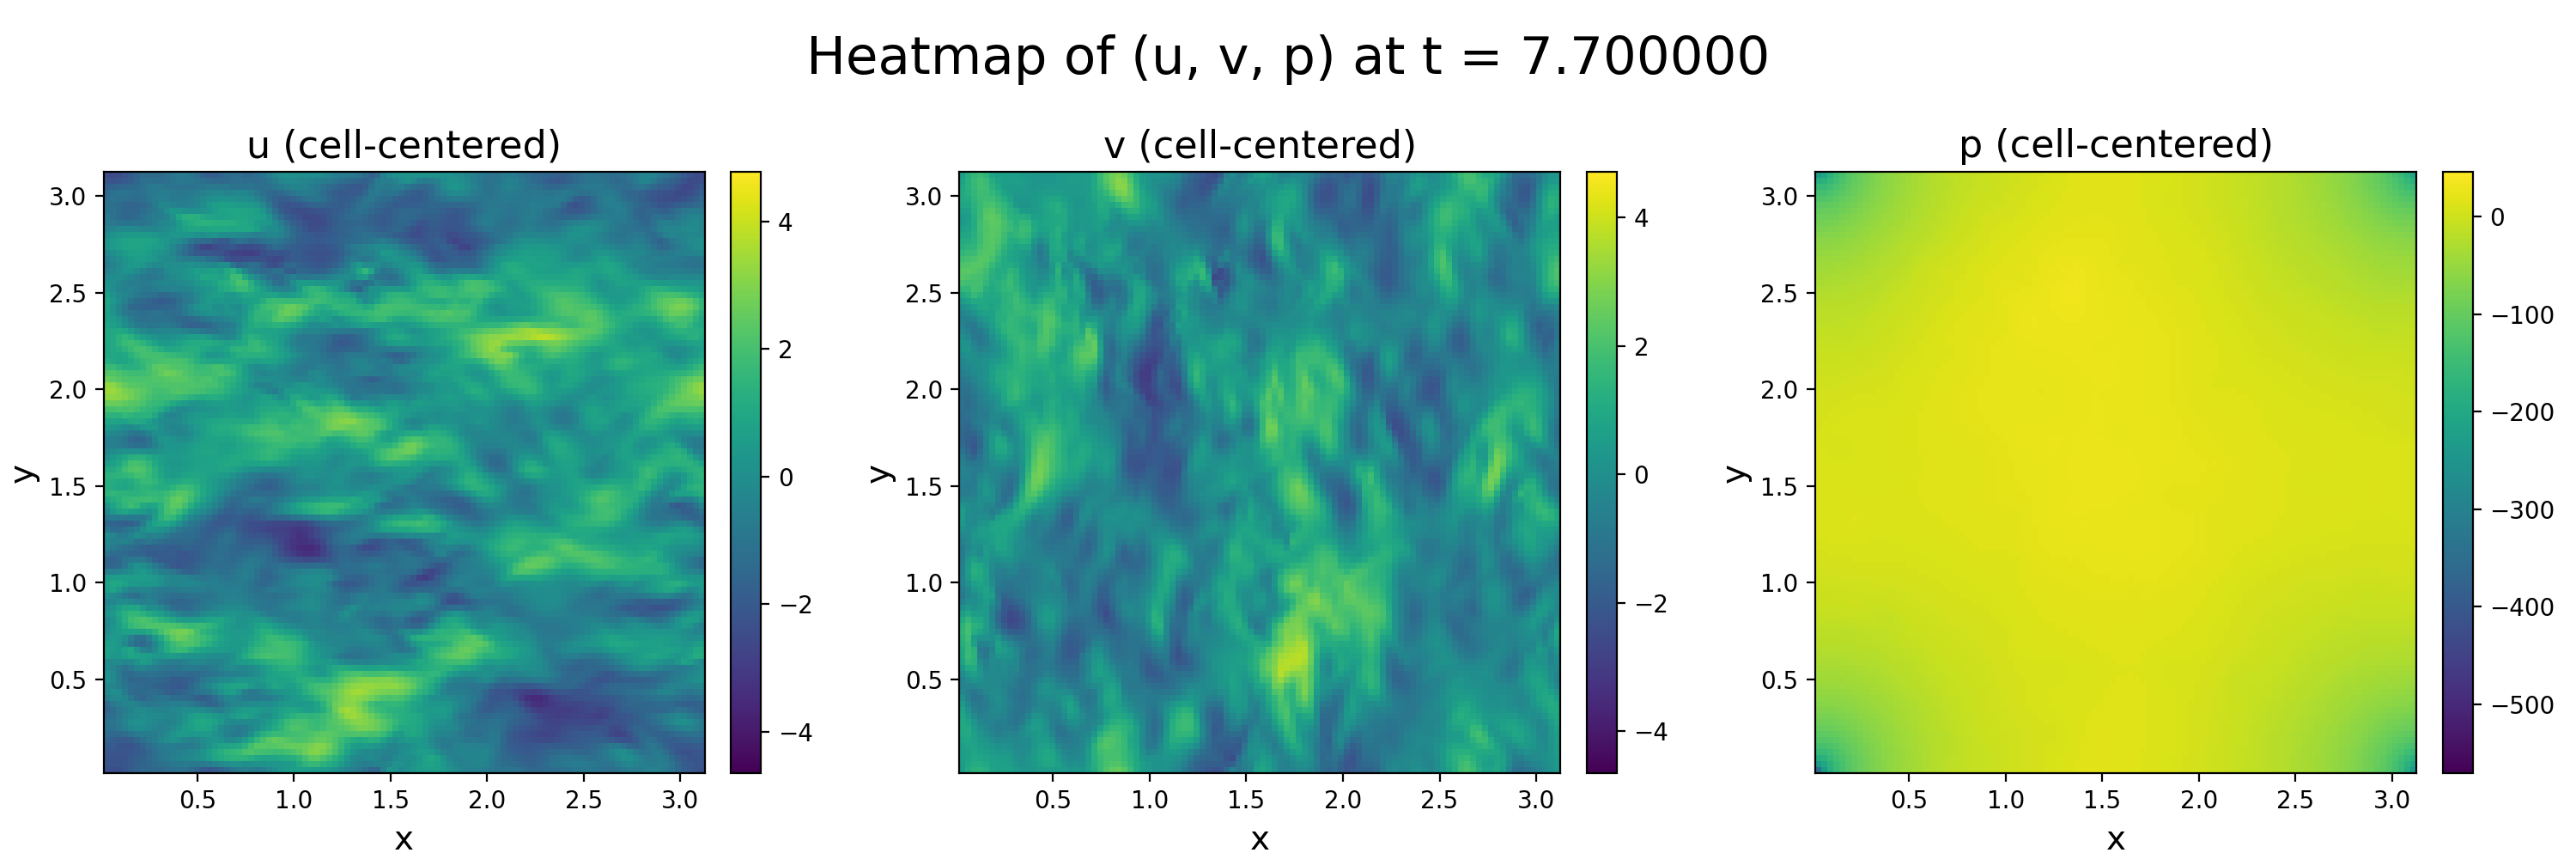 Heatmap of (u, v, p) at t = 7.700000
u (cell-centered)
3.0
2.5
2.0
1.5
1.0
0.5
y
0.5 1.0 1.5 2.0 2.5 3.0
x
4
2
0
−2
−4
v (cell-centered)
3.0
2.5
2.0
1.5
1.0
0.5
y
0.5 1.0 1.5 2.0 2.5 3.0
x
4
2
0
−2
−4
p (cell-centered)
3.0
2.5
2.0
1.5
1.0
0.5
y
0.5 1.0 1.5 2.0 2.5 3.0
x
0
−100
−200
−300
−400
−500